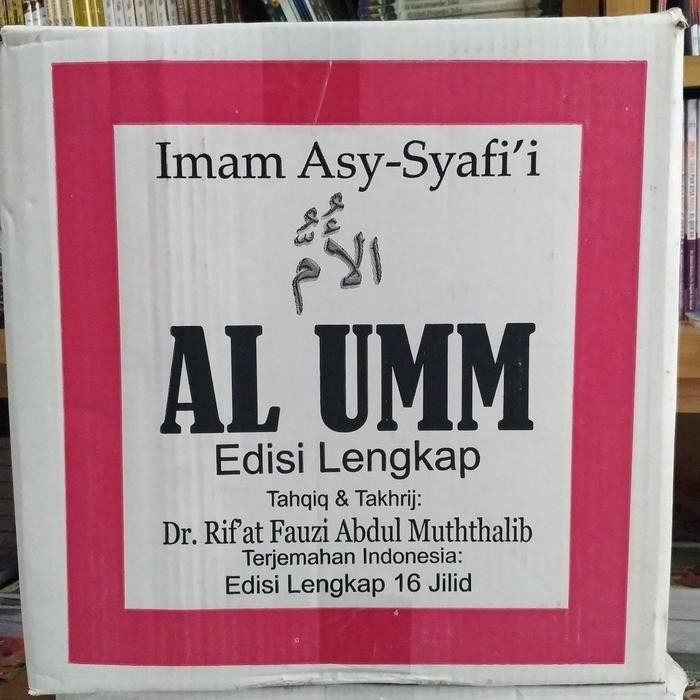 Imam Asy-Syafi'i
الأُمُّ
AL UMM
Edisi Lengkap
Tahqiq & Takhrij:
Dr. Rif'at Fauzi Abdul Muththalib
Terjemahan Indonesia:
Edisi Lengkap 16 Jilid